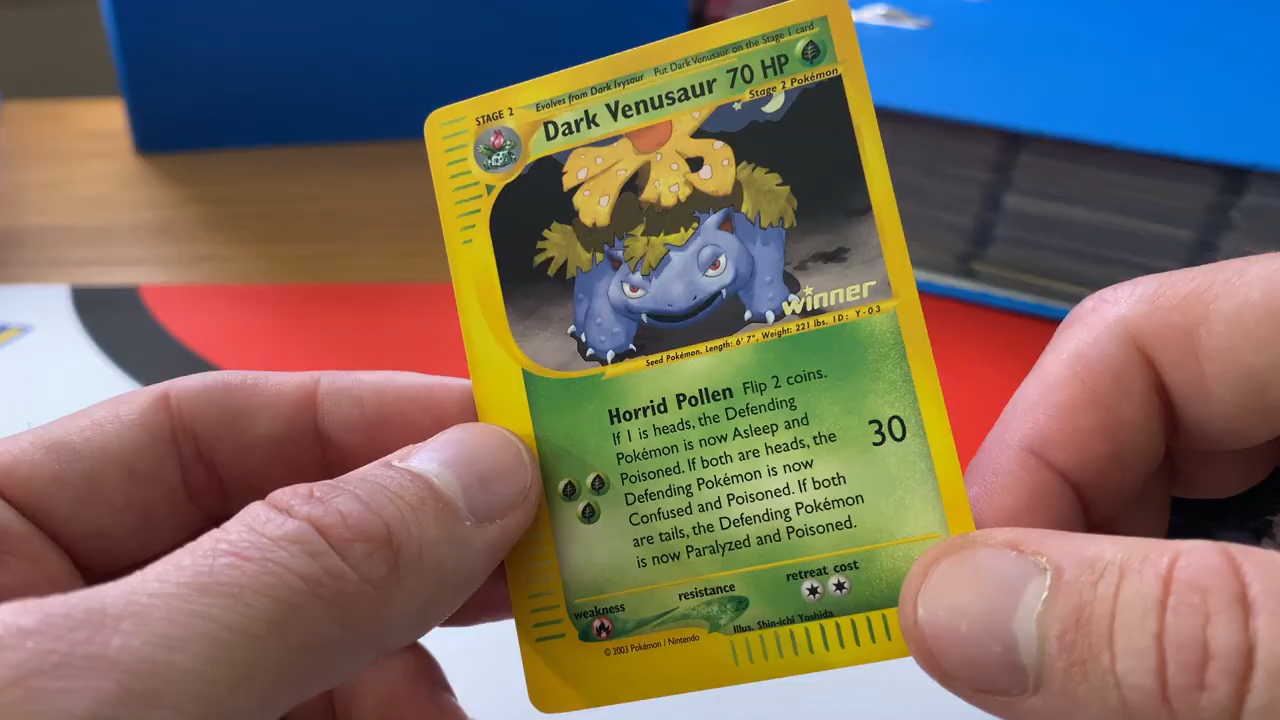 STAGE 2
Evolves from Dark Ivysaur Put Dark Venusaur on the Stage 1 card
Dark Venusaur 70 HP
Stage 2 Pokémon
winner
Seed Pokémon. Length: 6' 7", Weight: 221 lbs. ID: Y-03
Horrid Pollen Flip 2 coins.
If 1 is heads, the Defending
Pokémon is now Asleep and
Poisoned. If both are heads, the
Defending Pokémon is now
Confused and Poisoned. If both
are tails, the Defending Pokémon
is now Paralyzed and Poisoned.
30
weakness
resistance
retreat cost
Illus. Shin-ichi Yoshida
© 2003 Pokémon / Nintendo